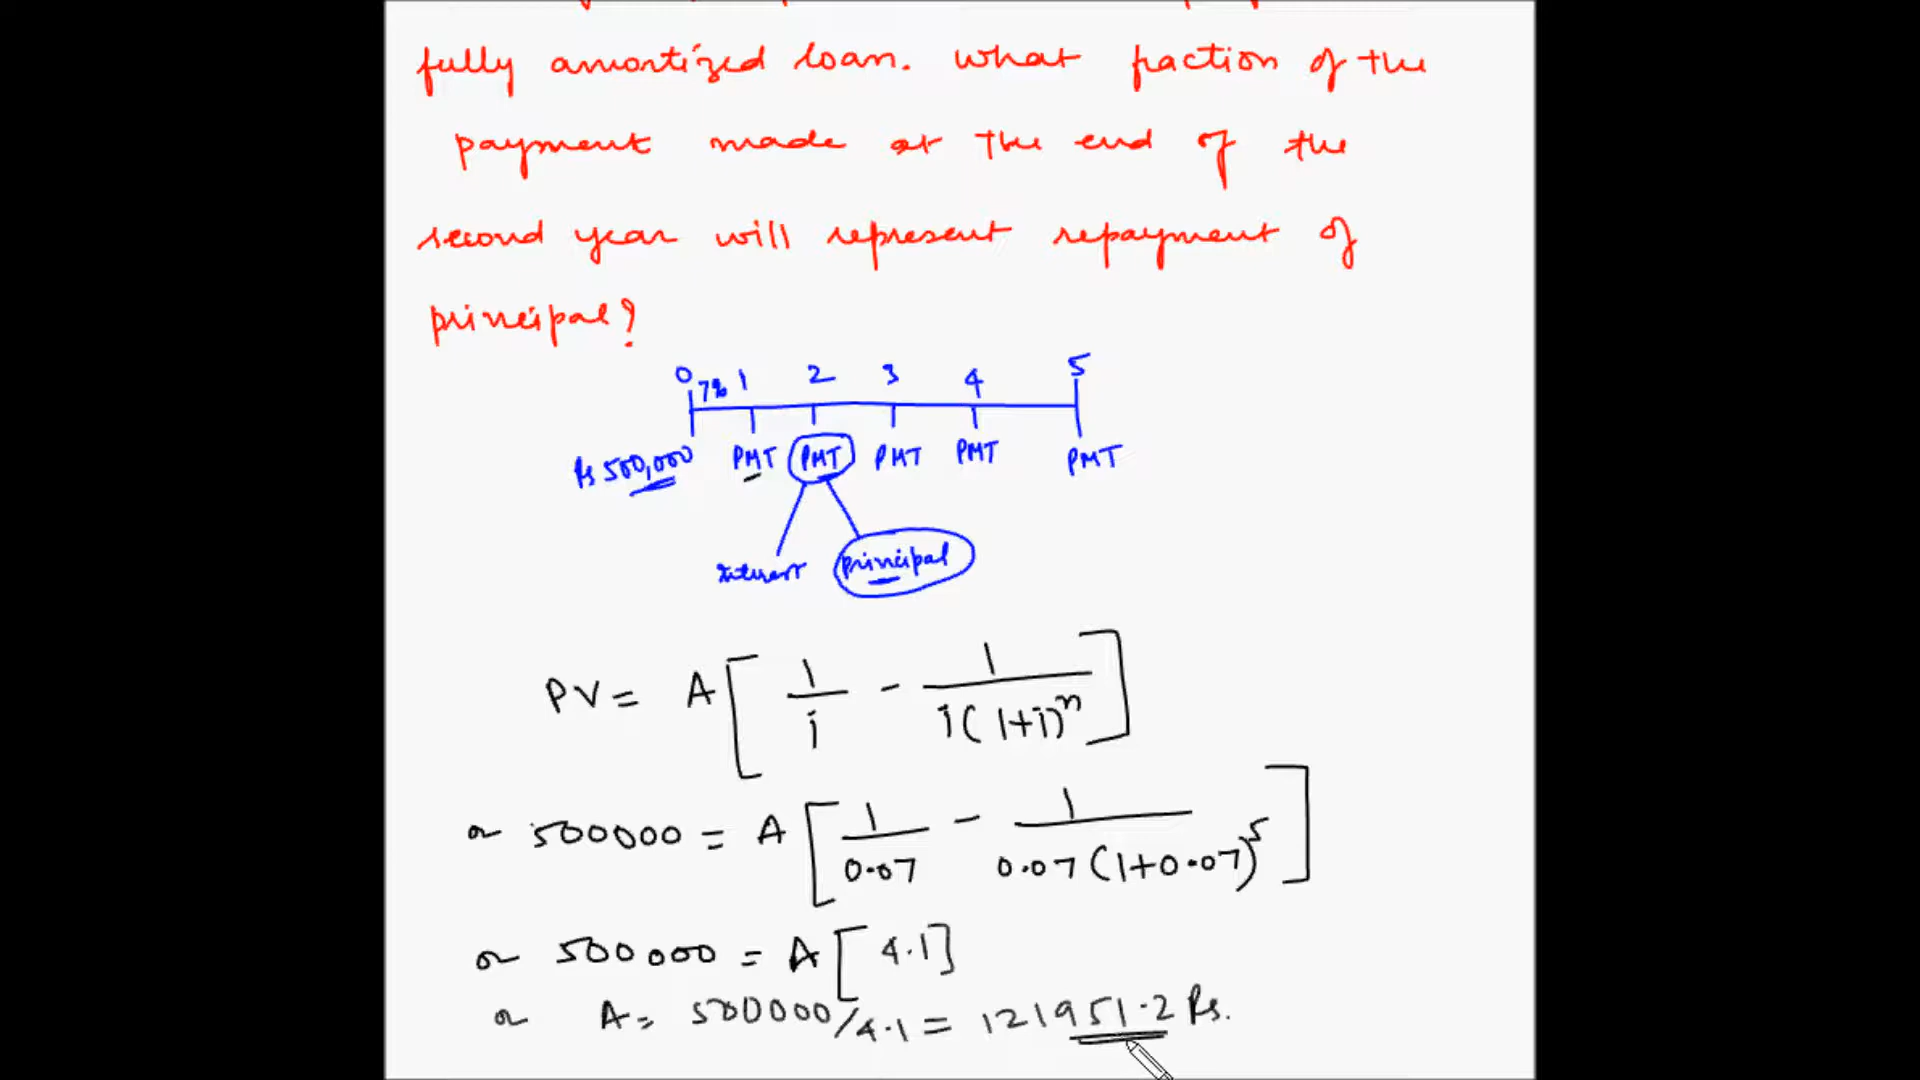 fully amortized loan. What fraction of the
payment made at the end of the
second year will represent repayment of
principal?
0 7% 1 2 3 4 5
Rs 500,000 PMT PMT PMT PMT PMT
Interest principal
PV = A [ 1/i - 1/i(1+i)^n ]
or 500000 = A [ 1/0.07 - 1/0.07(1+0.07)^5 ]
or 500000 = A [4.1]
or A = 500000/4.1 = 121951.2 Rs.